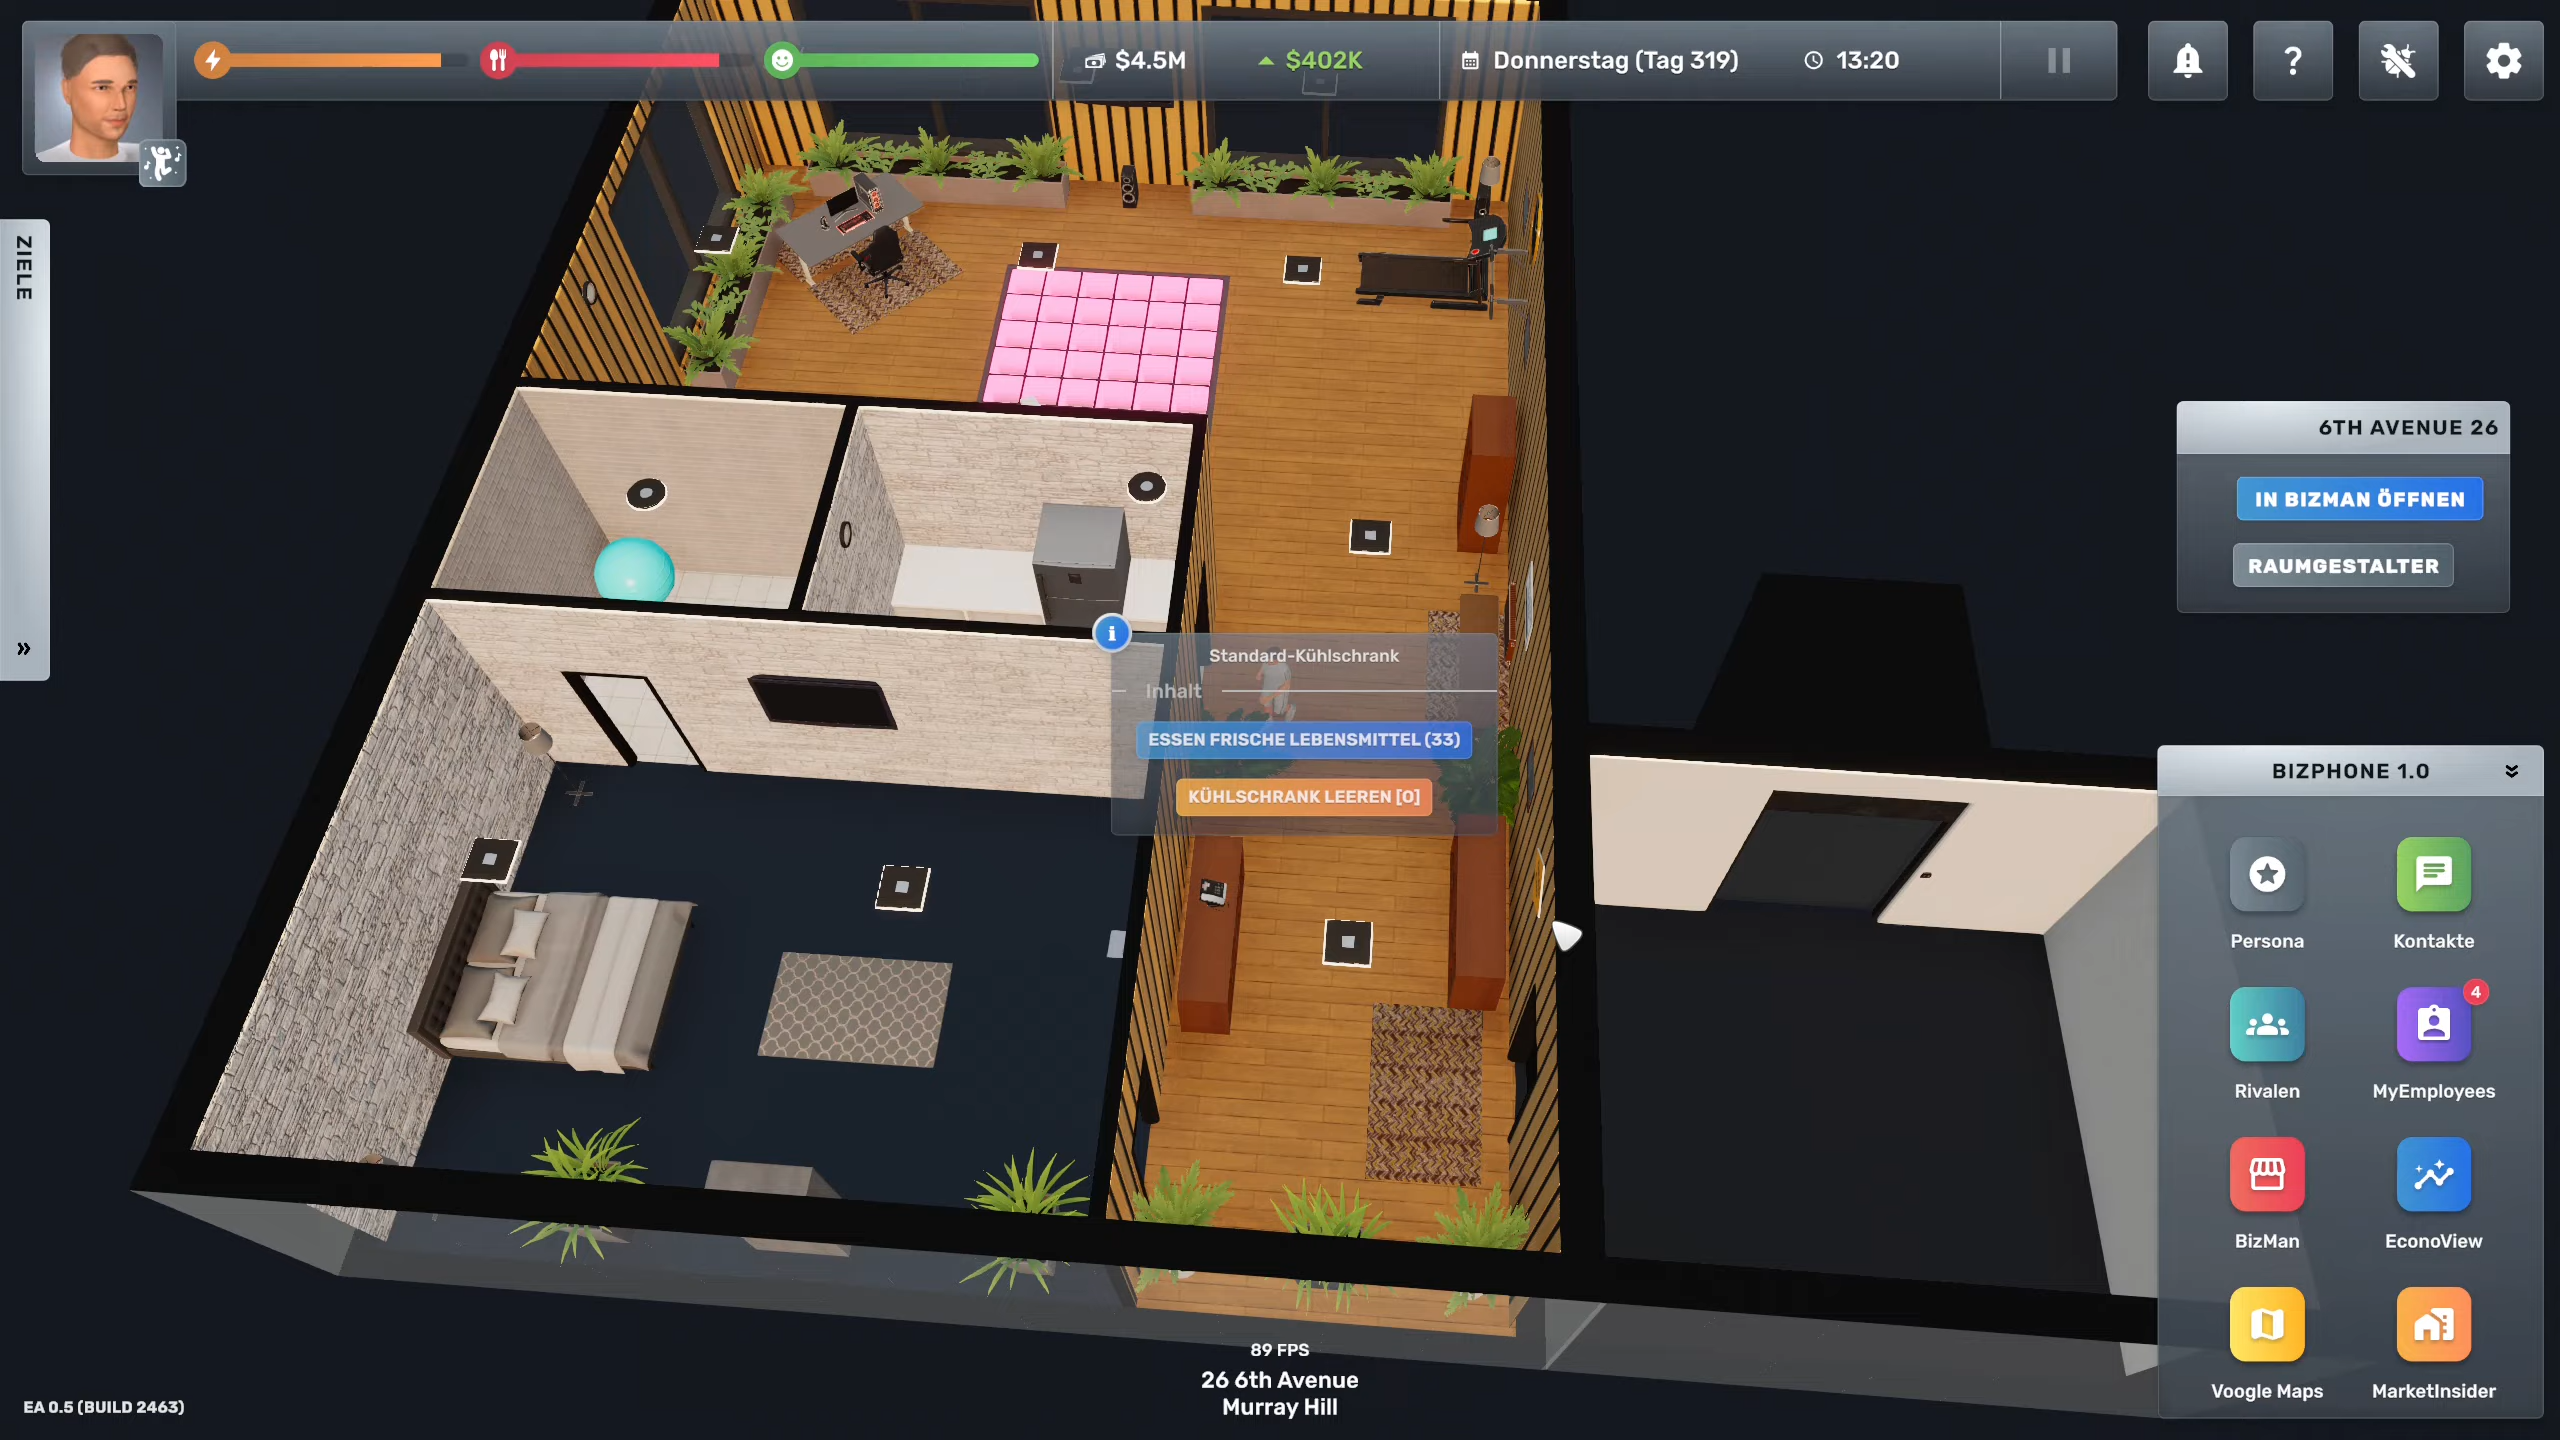 $4.5M
$402K
Donnerstag (Tag 319)
13:20
?
ZIELE
6TH AVENUE 26
IN BIZMAN ÖFFNEN
RAUMGESTALTER
Standard-Kühlschrank
Inhalt
ESSEN FRISCHE LEBENSMITTEL (33)
KÜHLSCHRANK LEEREN [O]
BIZPHONE 1.0
Persona
Kontakte
4
Rivalen
MyEmployees
BizMan
EconoView
Voogle Maps
MarketInsider
89 FPS
26 6th Avenue
Murray Hill
EA 0.5 (BUILD 2463)